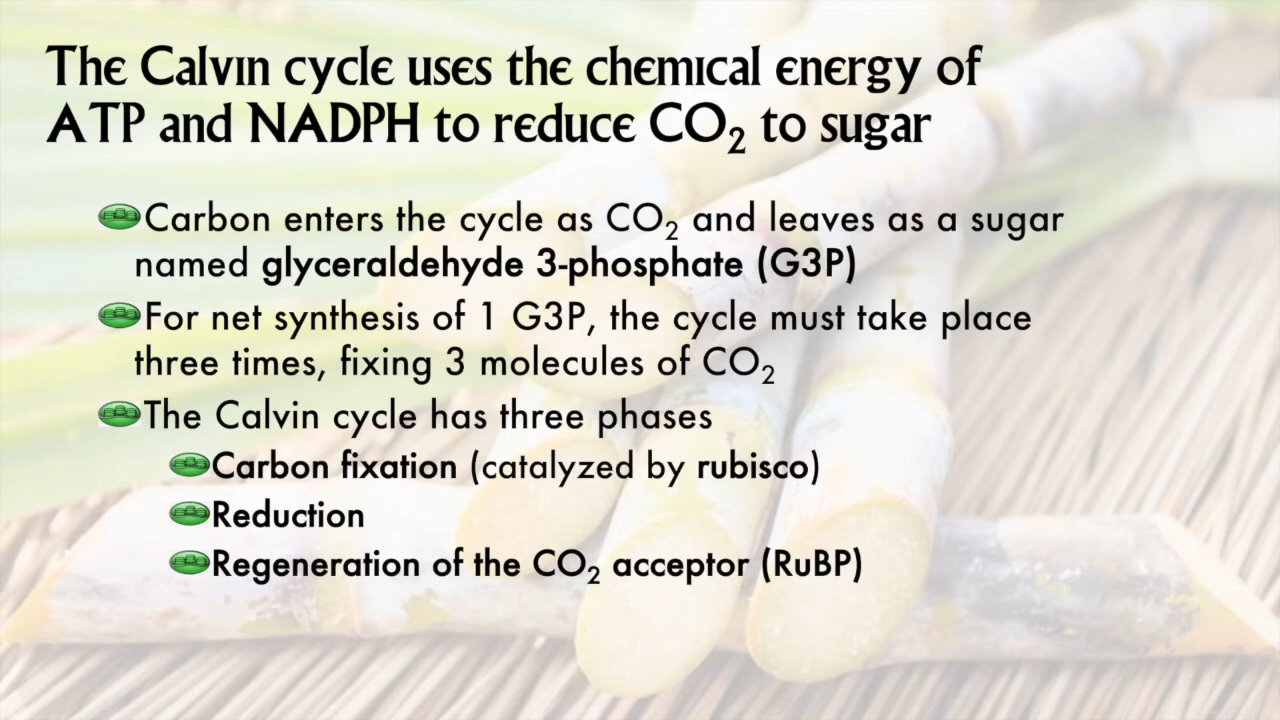 The Calvin cycle uses the chemical energy of
ATP and NADPH to reduce CO₂ to sugar
Carbon enters the cycle as CO₂ and leaves as a sugar
named glyceraldehyde 3-phosphate (G3P)
For net synthesis of 1 G3P, the cycle must take place
three times, fixing 3 molecules of CO₂
The Calvin cycle has three phases
Carbon fixation (catalyzed by rubisco)
Reduction
Regeneration of the CO₂ acceptor (RuBP)